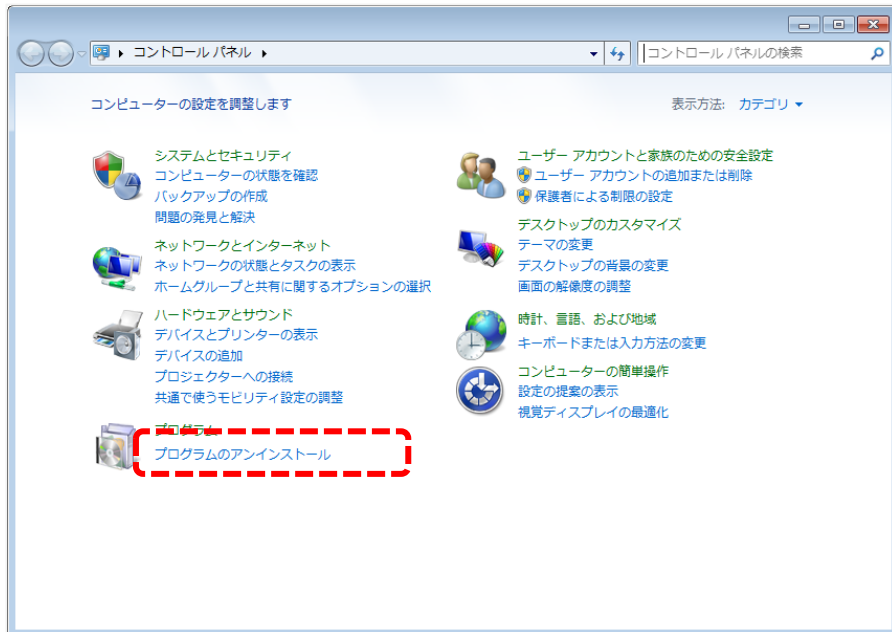 コントロール パネル
コントロール パネルの検索
コンピューターの設定を調整します
表示方法: カテゴリ
システムとセキュリティ
コンピューターの状態を確認
バックアップの作成
問題の発見と解決
ネットワークとインターネット
ネットワークの状態とタスクの表示
ホームグループと共有に関するオプションの選択
ハードウェアとサウンド
デバイスとプリンターの表示
デバイスの追加
プロジェクターへの接続
共通で使うモビリティ設定の調整
プログラム
プログラムのアンインストール
ユーザー アカウントと家族のための安全設定
ユーザー アカウントの追加または削除
保護者による制限の設定
デスクトップのカスタマイズ
テーマの変更
デスクトップの背景の変更
画面の解像度の調整
時計、言語、および地域
キーボードまたは入力方法の変更
コンピューターの簡単操作
設定の提案の表示
視覚ディスプレイの最適化